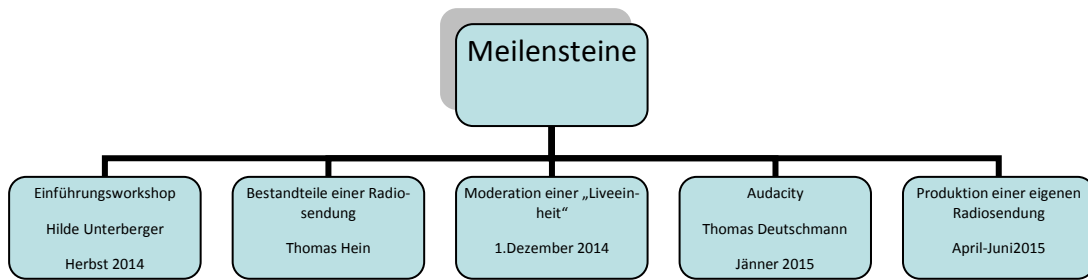 Meilensteine
Einführungsworkshop
Hilde Unterberger
Herbst 2014
Bestandteile einer Radio-
sendung
Thomas Hein
Moderation einer „Liveein-
heit“
1.Dezember 2014
Audacity
Thomas Deutschmann
Jänner 2015
Produktion einer eigenen
Radiosendung
April-Juni2015